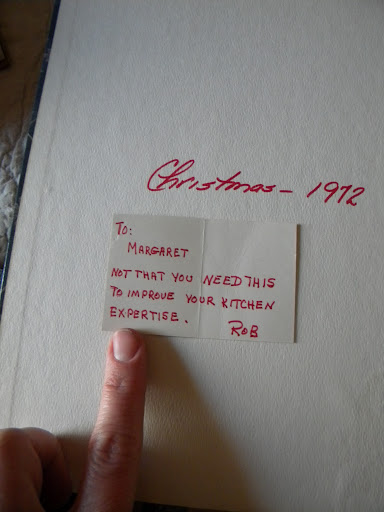 Christmas - 1972
TO:
MARGARET
NOT THAT YOU NEED THIS
TO IMPROVE YOUR KITCHEN
EXPERTISE.
ROB